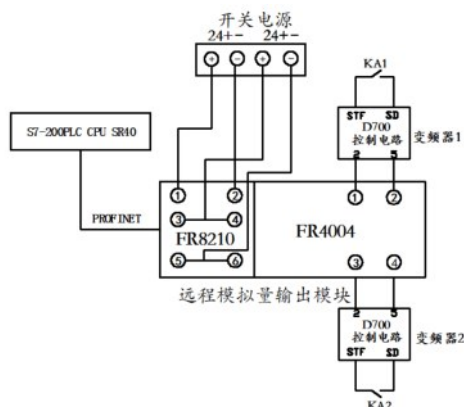 开关电源
24+- 24+-
+ - + -
KA1
STF SD
D700
控制电路
2 5
变频器1
S7-200PLC CPU SR40
PROFINET
1 2
3 4
FR8210
5 6
1 2
FR4004
3 4
远程模拟量输出模块
2 5
D700
控制电路
STF SD
变频器2
KA2